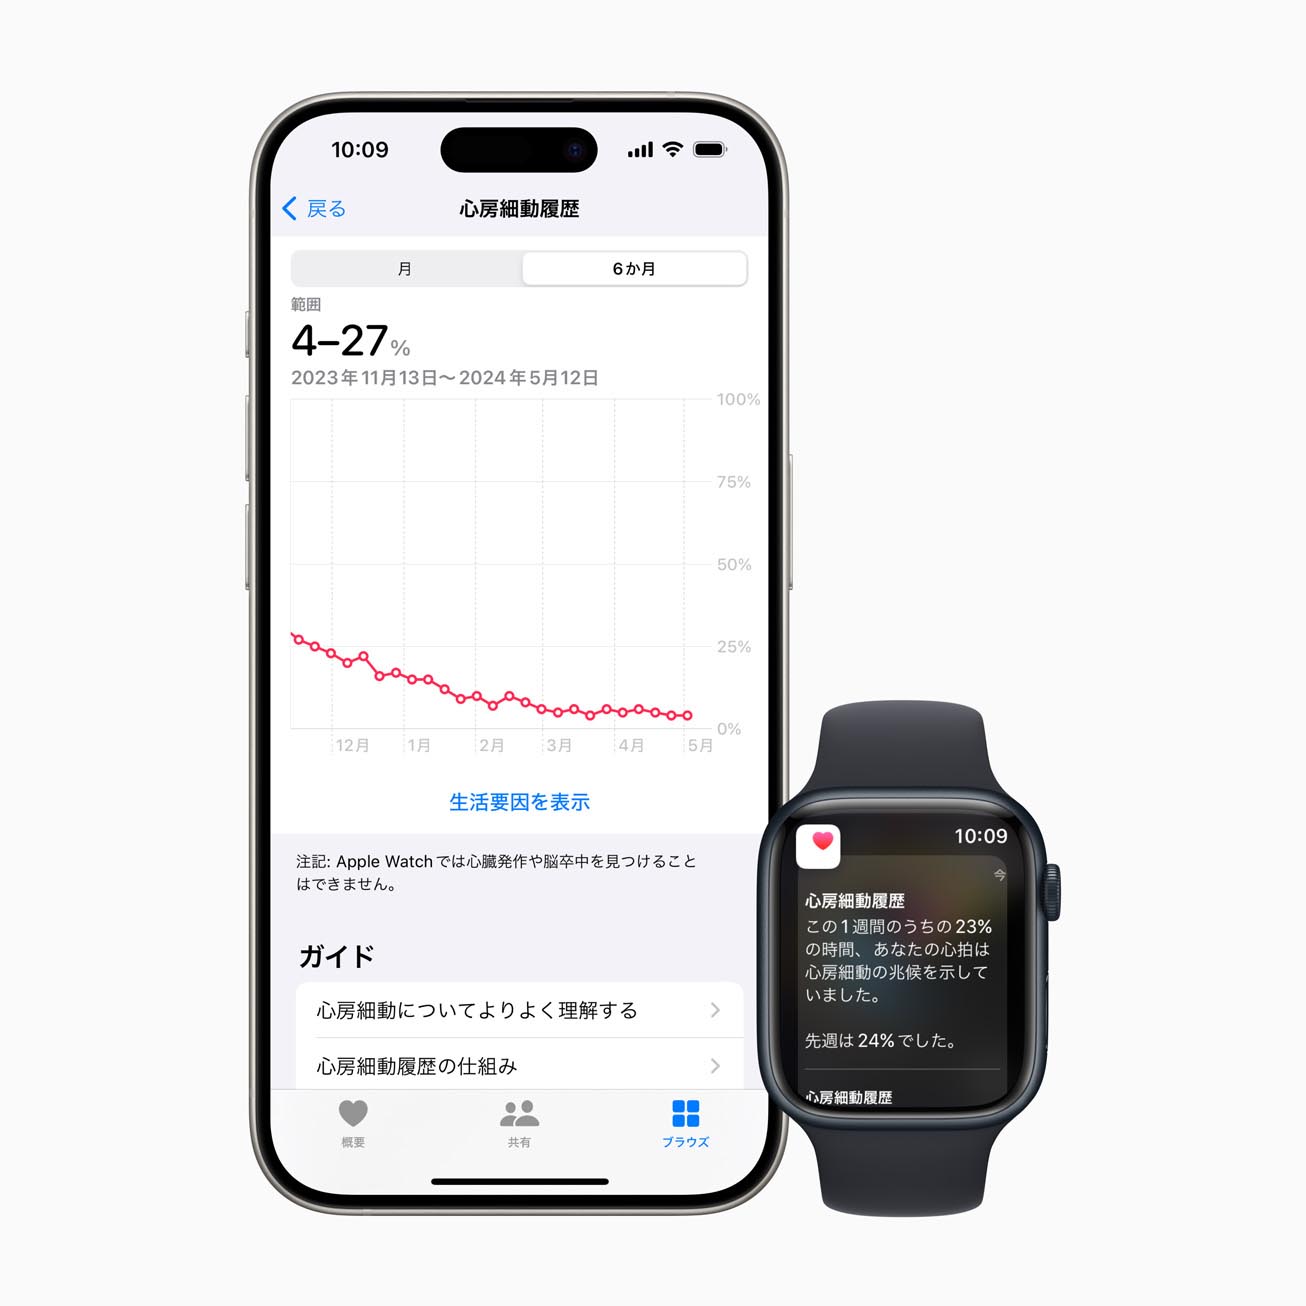 10:09
戻る
心房細動履歴
月
6か月
範囲
4–27%
2023年11月13日〜2024年5月12日
100%
75%
50%
25%
0%
12月
1月
2月
3月
4月
5月
生活要因を表示
注記: Apple Watchでは心臓発作や脳卒中を見つけること
はできません。
ガイド
心房細動についてよりよく理解する
心房細動履歴の仕組み
概要
共有
ブラウズ
10:09
今
心房細動履歴
この1週間のうちの23%
の時間、あなたの心拍は
心房細動の兆候を示して
いました。
先週は24%でした。
心房細動履歴